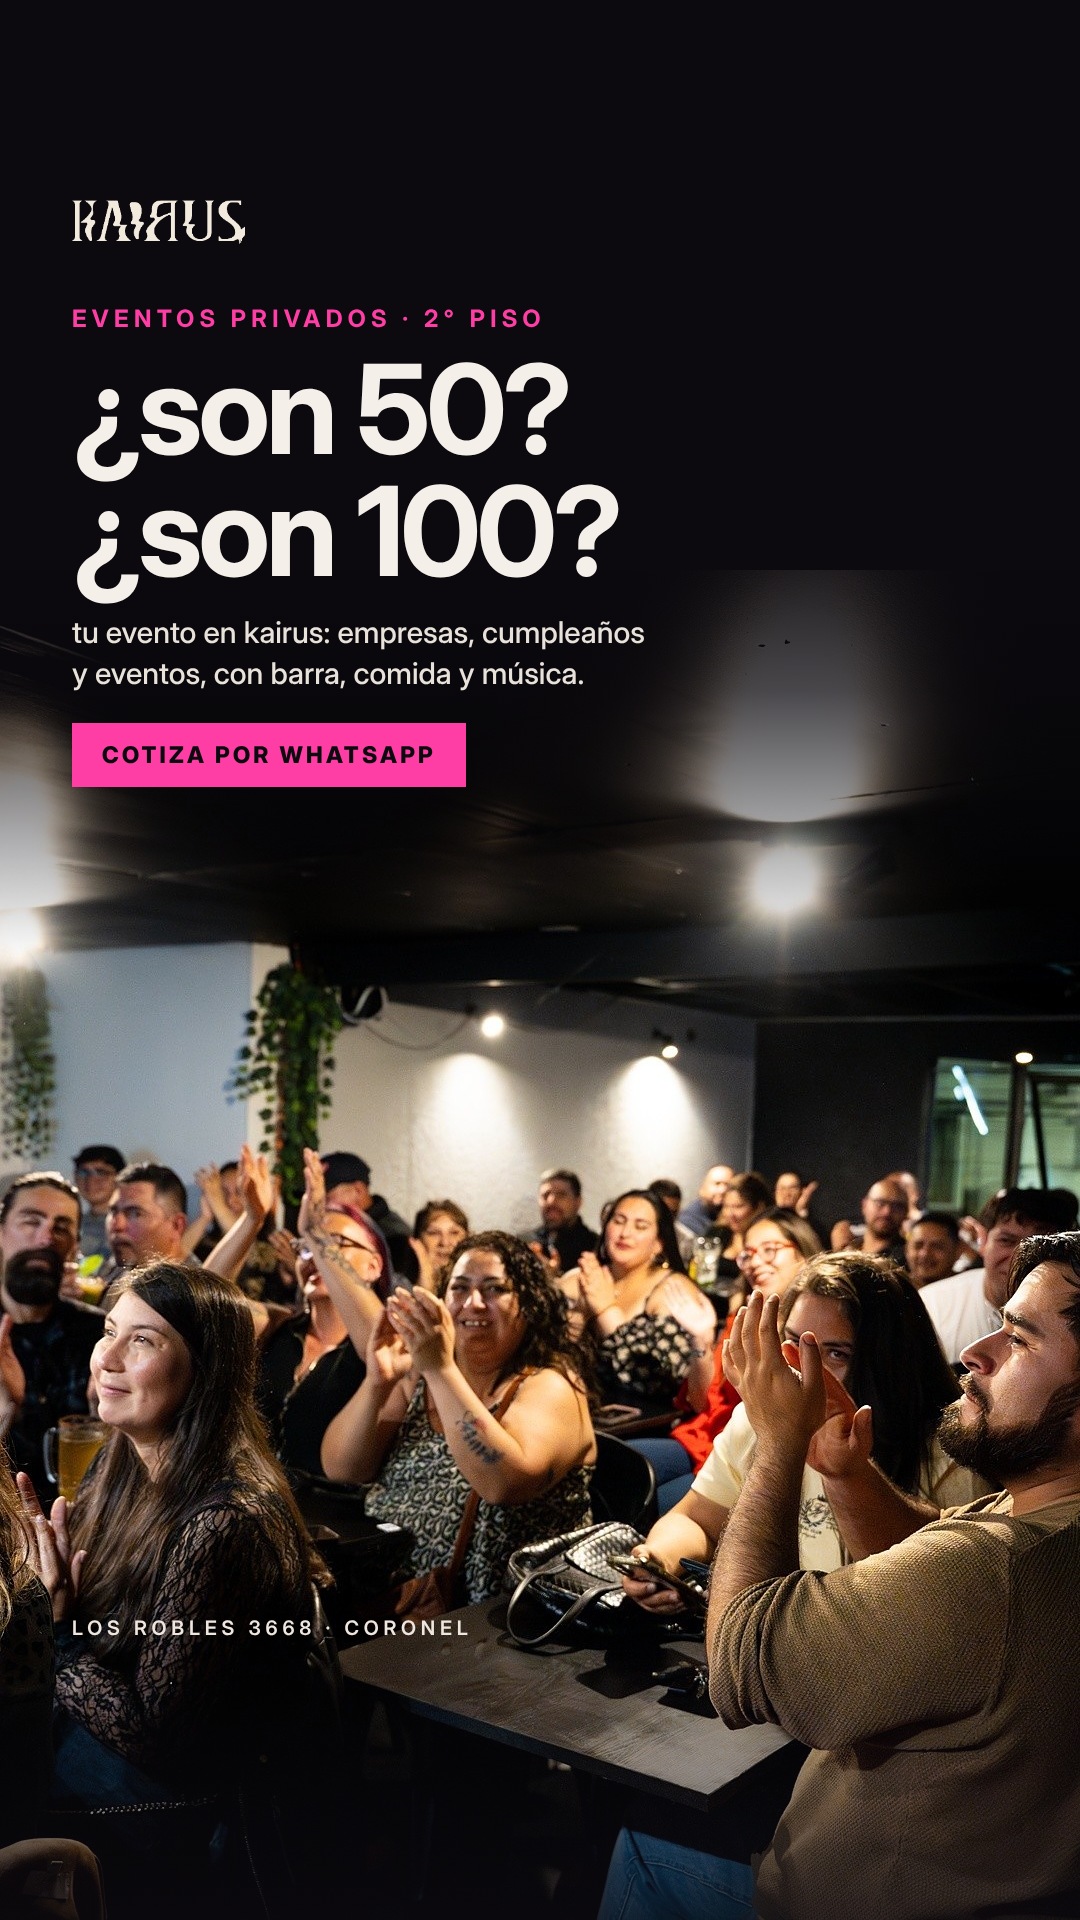 KAIRUS
EVENTOS PRIVADOS · 2° PISO
¿son 50?
¿son 100?
tu evento en kairus: empresas, cumpleaños
y eventos, con barra, comida y música.
COTIZA POR WHATSAPP
LOS ROBLES 3668 · CORONEL